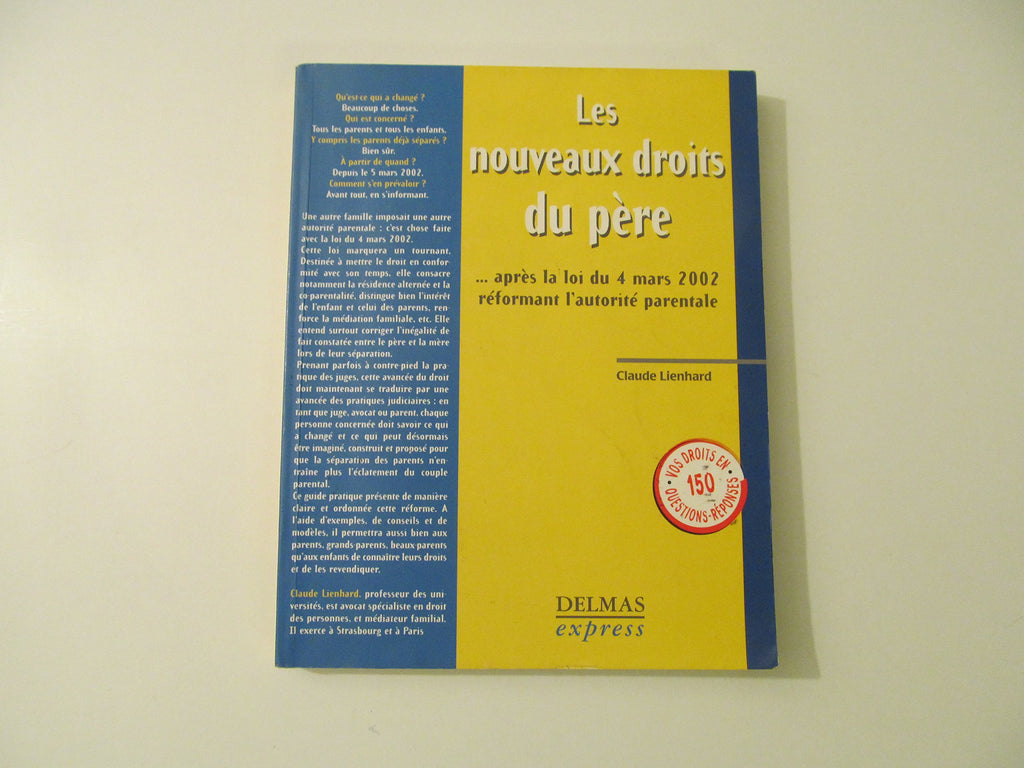 Qu'est-ce qui a changé ?
Beaucoup de choses.
Qui est concerné ?
Tous les parents et tous les enfants.
Y compris les parents déjà séparés ?
Bien sûr.
À partir de quand ?
Depuis le 5 mars 2002.
Comment s'en prévaloir ?
Avant tout, en s'informant.
Une autre famille imposait une autre
autorité parentale : c'est chose faite
avec la loi du 4 mars 2002.
Cette loi marquera un tournant.
Destinée à mettre le droit en confor-
mité avec son temps, elle consacre
notamment la résidence alternée et la
co-parentalité, distingue bien l'intérêt
de l'enfant et celui des parents, ren-
force la médiation familiale, etc. Elle
entend surtout corriger l'inégalité de
fait constatée entre le père et la mère
lors de leur séparation.
Prenant parfois à contre-pied la pra-
tique des juges, cette avancée du droit
doit maintenant se traduire par une
avancée des pratiques judiciaires : en
tant que juge, avocat ou parent, chaque
personne concernée doit savoir ce qui
a changé et ce qui peut désormais
être imaginé, construit et proposé pour
que la séparation des parents n'en-
traîne plus l'éclatement du couple
parental.
Ce guide pratique présente de manière
claire et ordonnée cette réforme. A
l'aide d'exemples, de conseils et de
modèles, il permettra aussi bien aux
parents, grands-parents, beaux-parents
qu'aux enfants de connaître leurs droits
et de les revendiquer.
Claude Lienhard, professeur des uni-
versités, est avocat spécialiste en droit
des personnes, et médiateur familial.
Il exerce à Strasbourg et à Paris
Les
nouveaux droits
du père
... après la loi du 4 mars 2002
réformant l'autorité parentale
Claude Lienhard
VOS DROITS EN
150
QUESTIONS-RÉPONSES
DELMAS
express